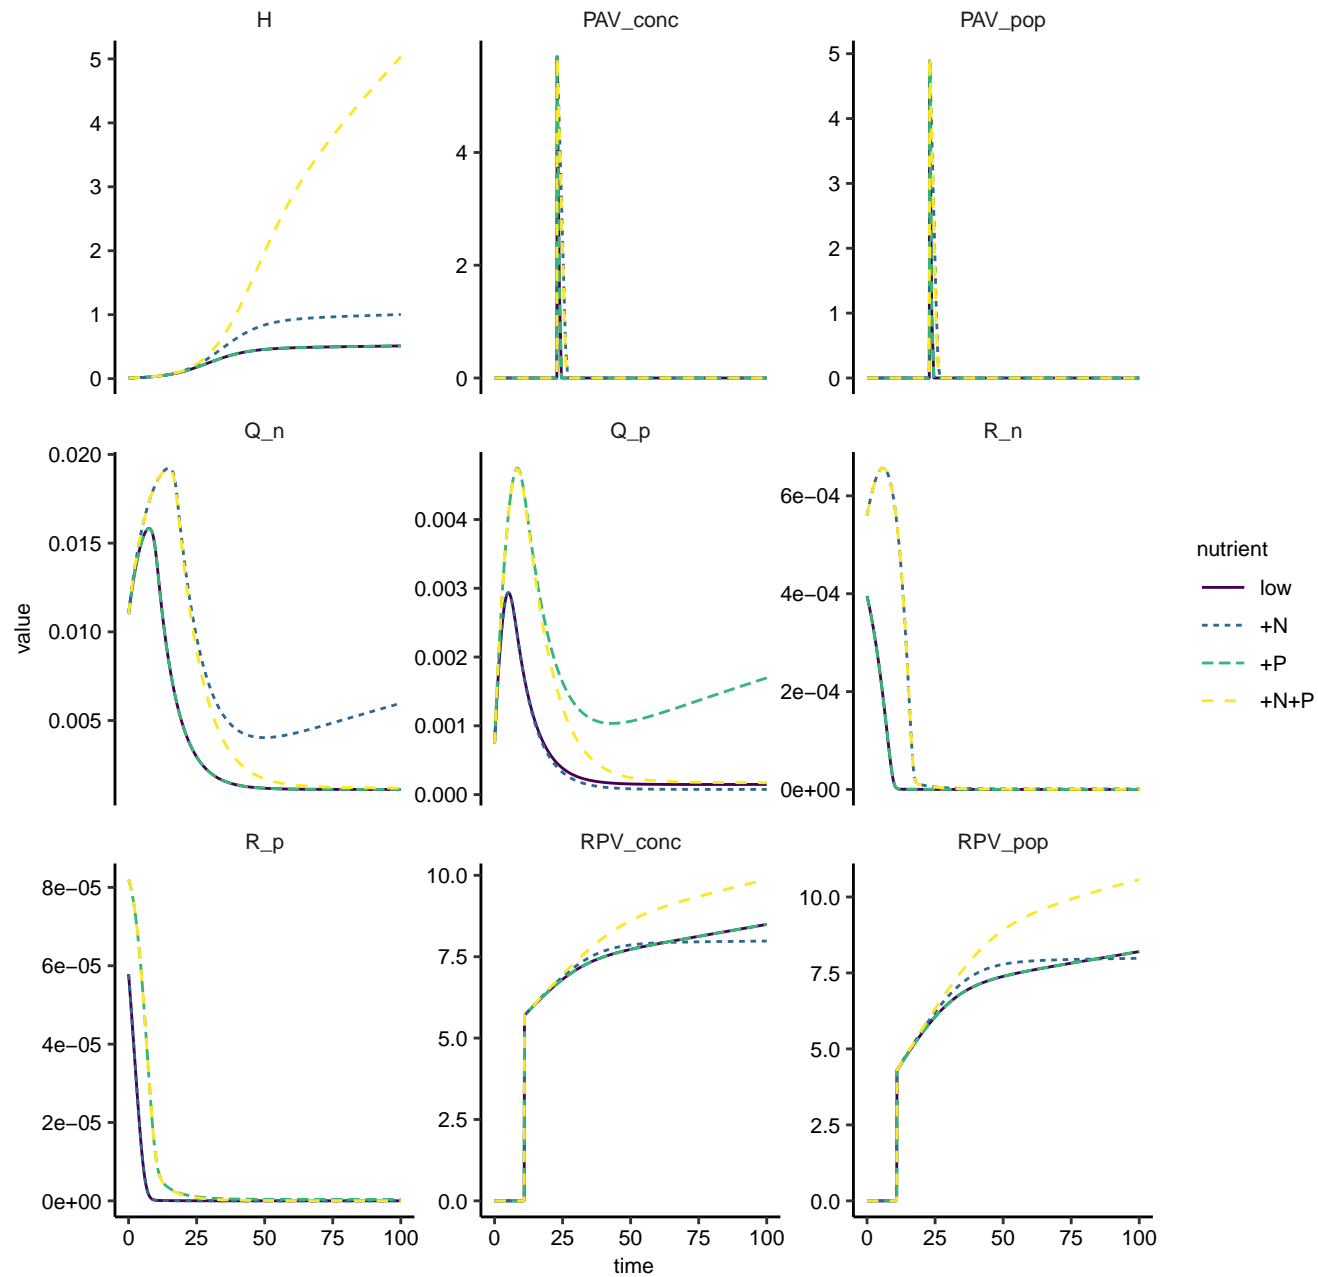 H
PAV_conc
PAV_pop
5
4
3
2
1
0
4
2
0
5
4
3
2
1
0
Q_n
Q_p
R_n
0.020
0.015
0.010
0.005
0.004
0.003
0.002
0.001
0.000
6e−04
4e−04
2e−04
0e+00
value
nutrient
low
+N
+P
+N+P
R_p
RPV_conc
RPV_pop
8e−05
6e−05
4e−05
2e−05
0e+00
10.0
7.5
5.0
2.5
0.0
10.0
7.5
5.0
2.5
0.0
0 25 50 75 100
0 25 50 75 100
0 25 50 75 100
time